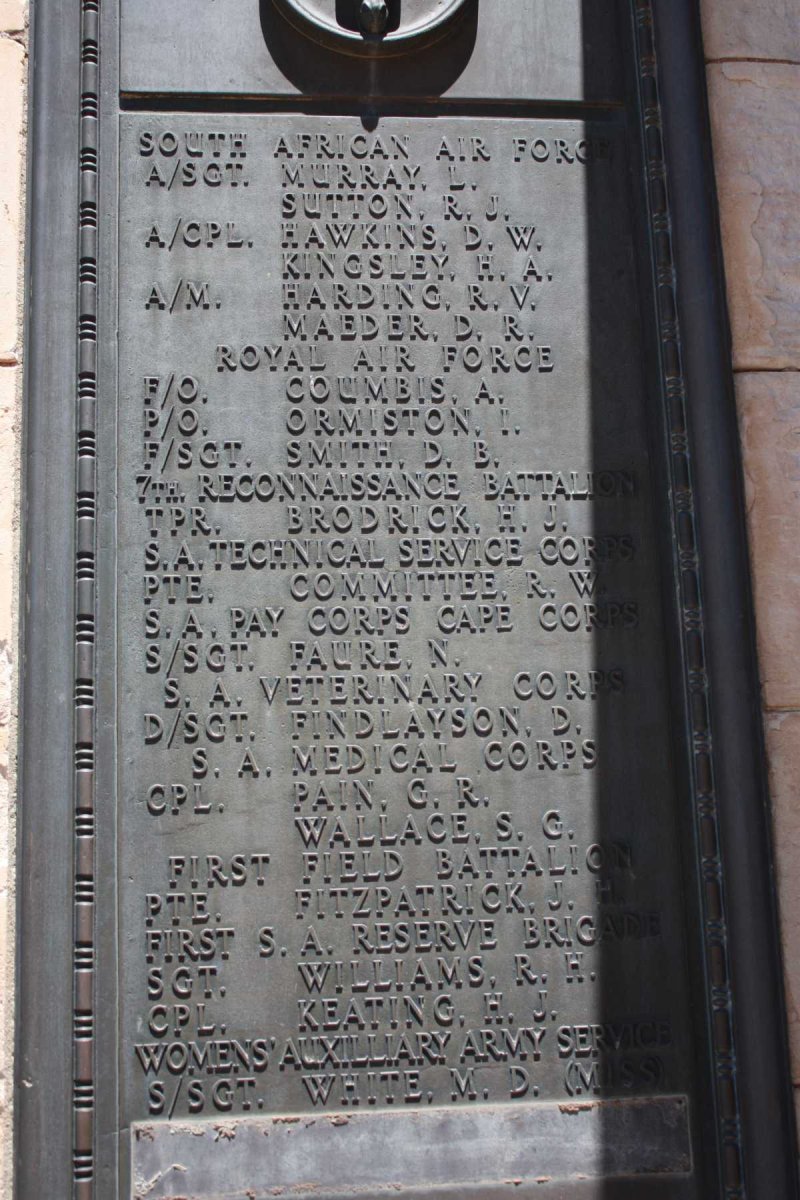 SOUTH AFRICAN AIR FORCE
A/SGT. MURRAY, L.
SUTTON, R. J.
A/CPL. HAWKINS, D. W.
KINGSLEY, H. A.
A/M. HARDING, R. V.
MAEDER, D. R.
ROYAL AIR FORCE
F/O. COUMBIS, A.
P/O. ORMISTON, I.
F/SGT. SMITH, D. B.
7TH. RECONNAISSANCE BATTALION
TPR. BRODRICK, H. J.
S.A. TECHNICAL SERVICE CORPS
PTE. COMMITTEE, R. W.
S. A. PAY CORPS CAPE CORPS
S/SGT. FAURE, N.
S. A. VETERINARY CORPS
D/SGT. FINDLAYSON, D.
S. A. MEDICAL CORPS
CPL. PAIN, G. R.
WALLACE, S. G.
FIRST FIELD BATTALION
PTE. FITZPATRICK, J. H.
FIRST S. A. RESERVE BRIGADE
SGT. WILLIAMS, R. H.
CPL. KEATING, H. J.
WOMENS' AUXILLIARY ARMY SERVICE
S/SGT. WHITE, M. D. (MISS)